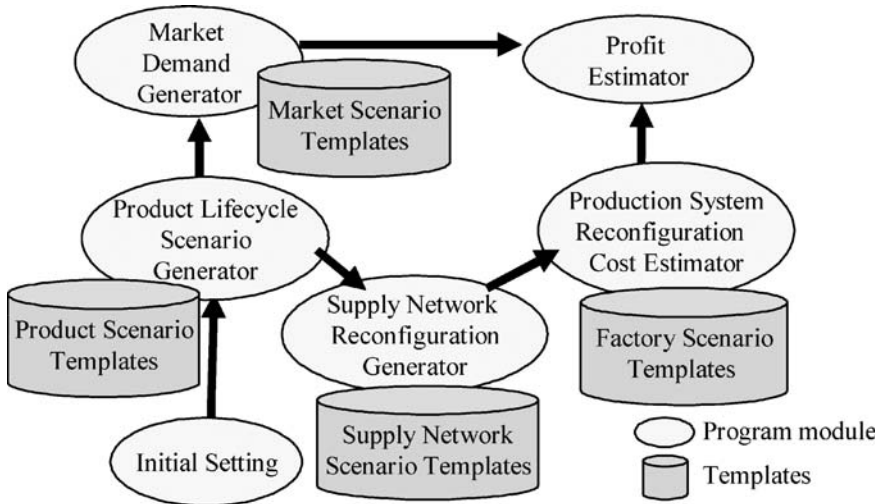 Market
Demand
Generator
Profit
Estimator
Market Scenario
Templates
Product Lifecycle
Scenario
Generator
Production System
Reconfiguration
Cost Estimator
Product Scenario
Templates
Supply Network
Reconfiguration
Generator
Factory Scenario
Templates
Initial Setting
Supply Network
Scenario Templates
Program module
Templates